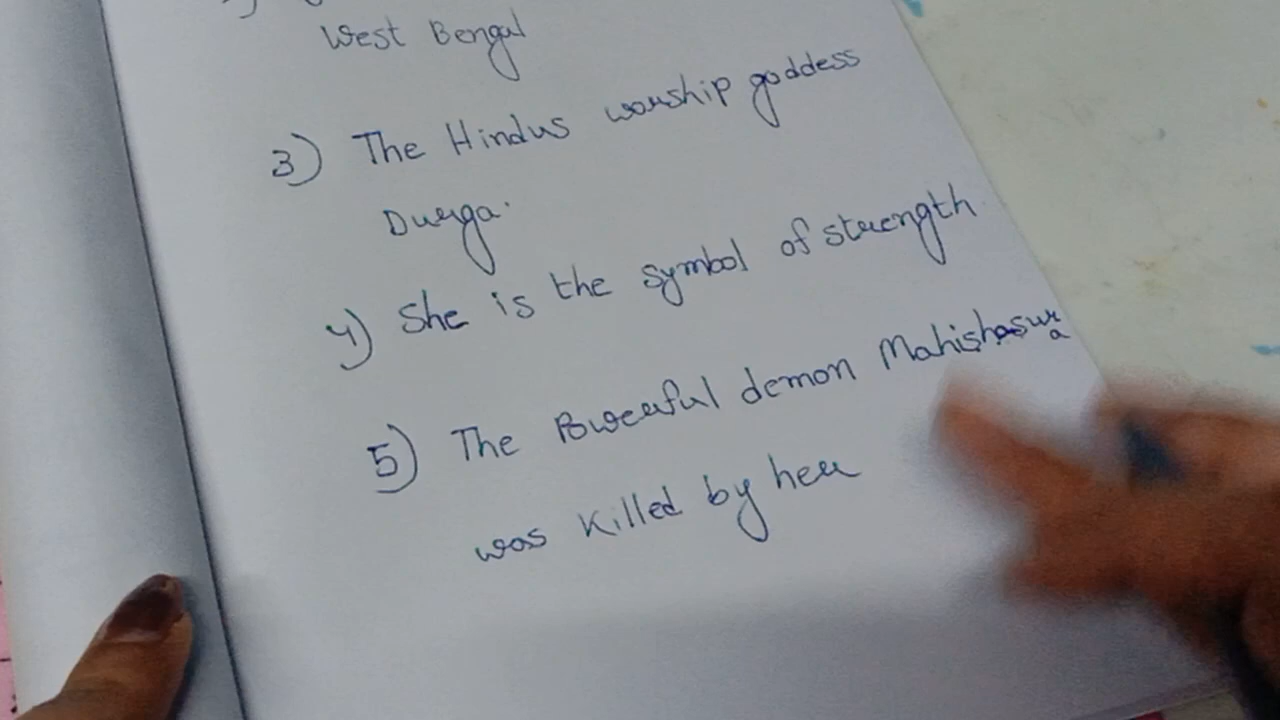 West Bengal
3) The Hindus worship goddess
Durga.
4) She is the symbol of strength
5) The Powerful demon Mahishasura
was killed by her